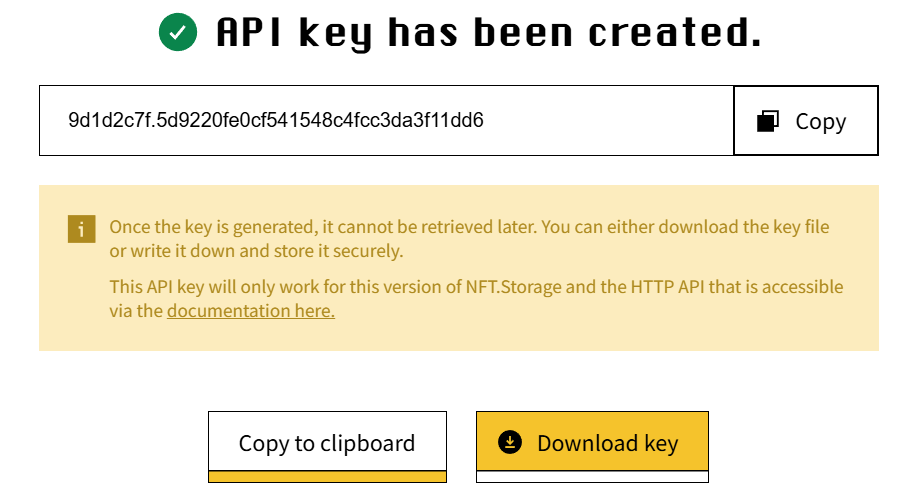 API key has been created.
9d1d2c7f.5d9220fe0cf541548c4fcc3da3f11dd6
Copy
Once the key is generated, it cannot be retrieved later. You can either download the key file
or write it down and store it securely.
This API key will only work for this version of NFT.Storage and the HTTP API that is accessible
via the documentation here.
Copy to clipboard
Download key